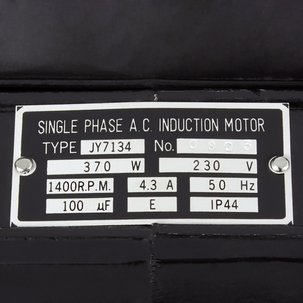 SINGLE PHASE A.C. INDUCTION MOTOR
TYPE JY7134 No.
370 W 230 V
1400R.P.M. 4.3 A 50 Hz
100 µF E IP44